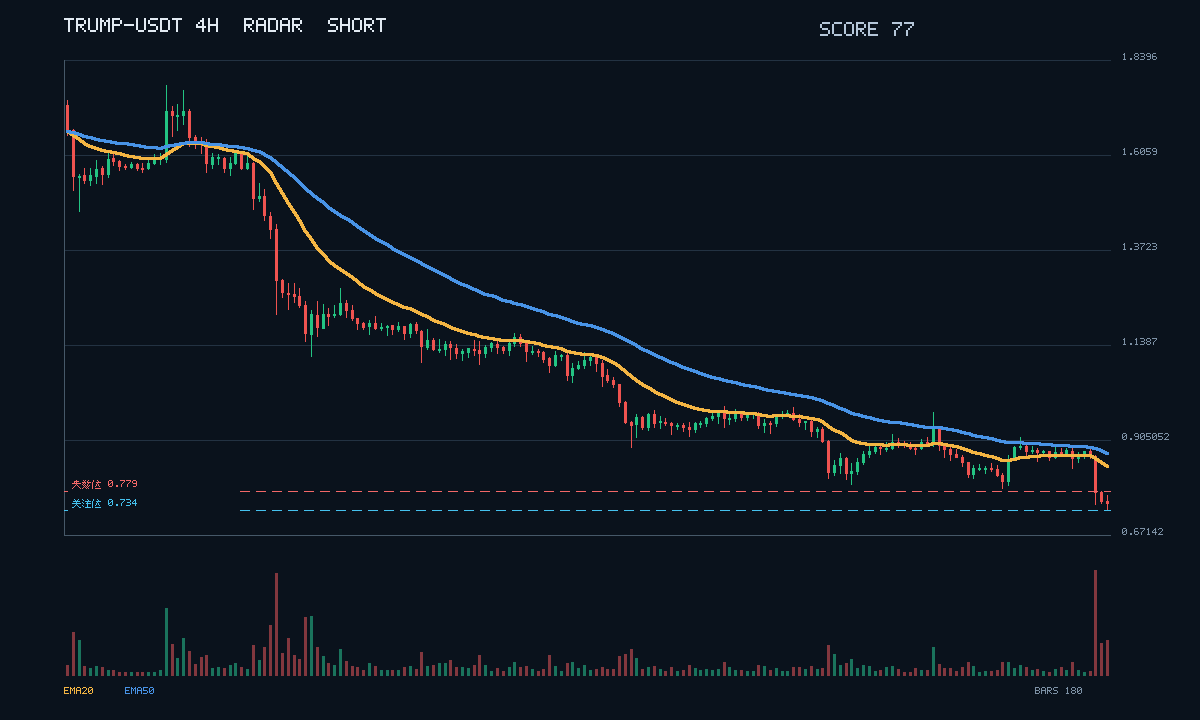 TRUMP-USDT 4H  RADAR  SHORT
SCORE 77
1.8396
1.6059
1.3723
1.1387
0.905052
失效位 0.779
关注位 0.734
0.67142
EMA20
EMA50
BARS 180